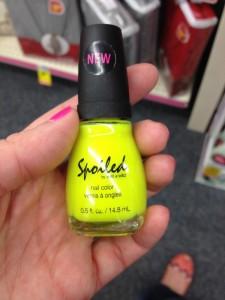 NEW
Spoiled
by wet n wild
nail color
vernis à ongles
0.5 fl. oz. / 14.8 mL